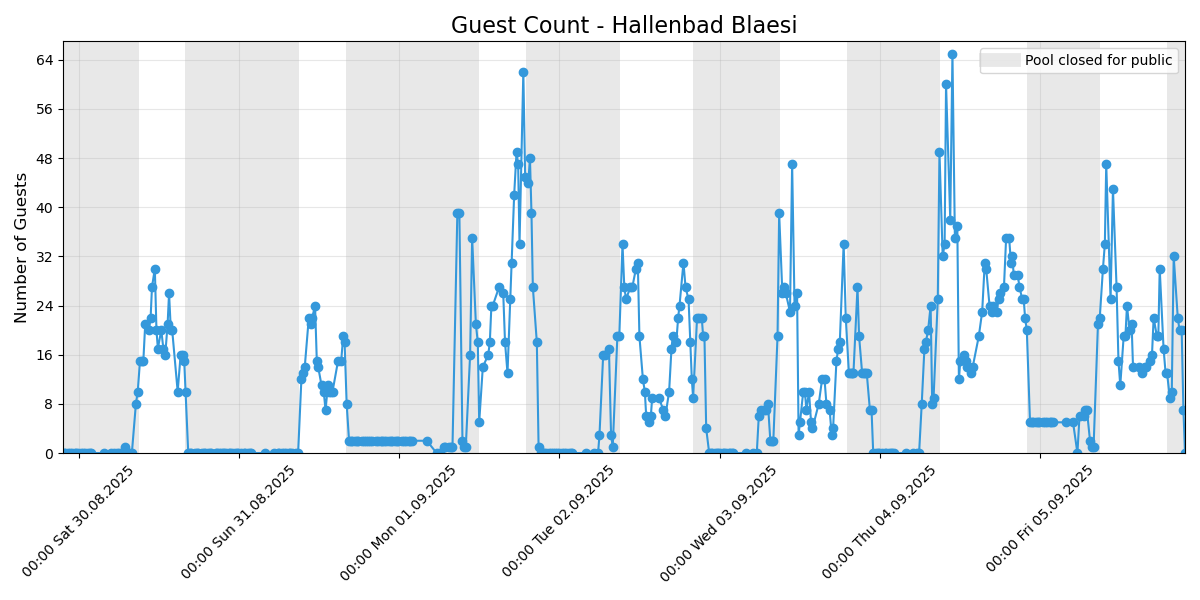 Guest Count - Hallenbad Blaesi
Pool closed for public
Number of Guests
64
56
48
40
32
24
16
8
0
00:00 Sat 30.08.2025
00:00 Sun 31.08.2025
00:00 Mon 01.09.2025
00:00 Tue 02.09.2025
00:00 Wed 03.09.2025
00:00 Thu 04.09.2025
00:00 Fri 05.09.2025